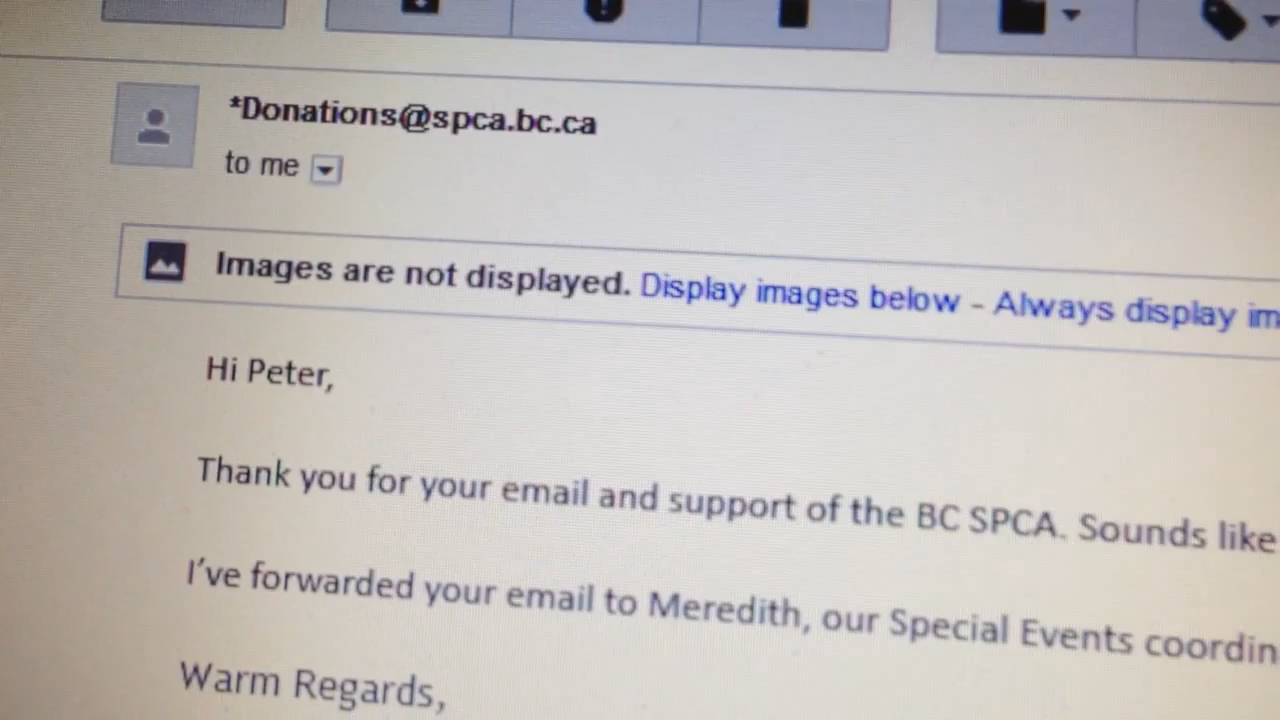 *Donations@spca.bc.ca
to me
Images are not displayed. Display images below - Always display im
Hi Peter,
Thank you for your email and support of the BC SPCA. Sounds like
I've forwarded your email to Meredith, our Special Events coordin
Warm Regards,